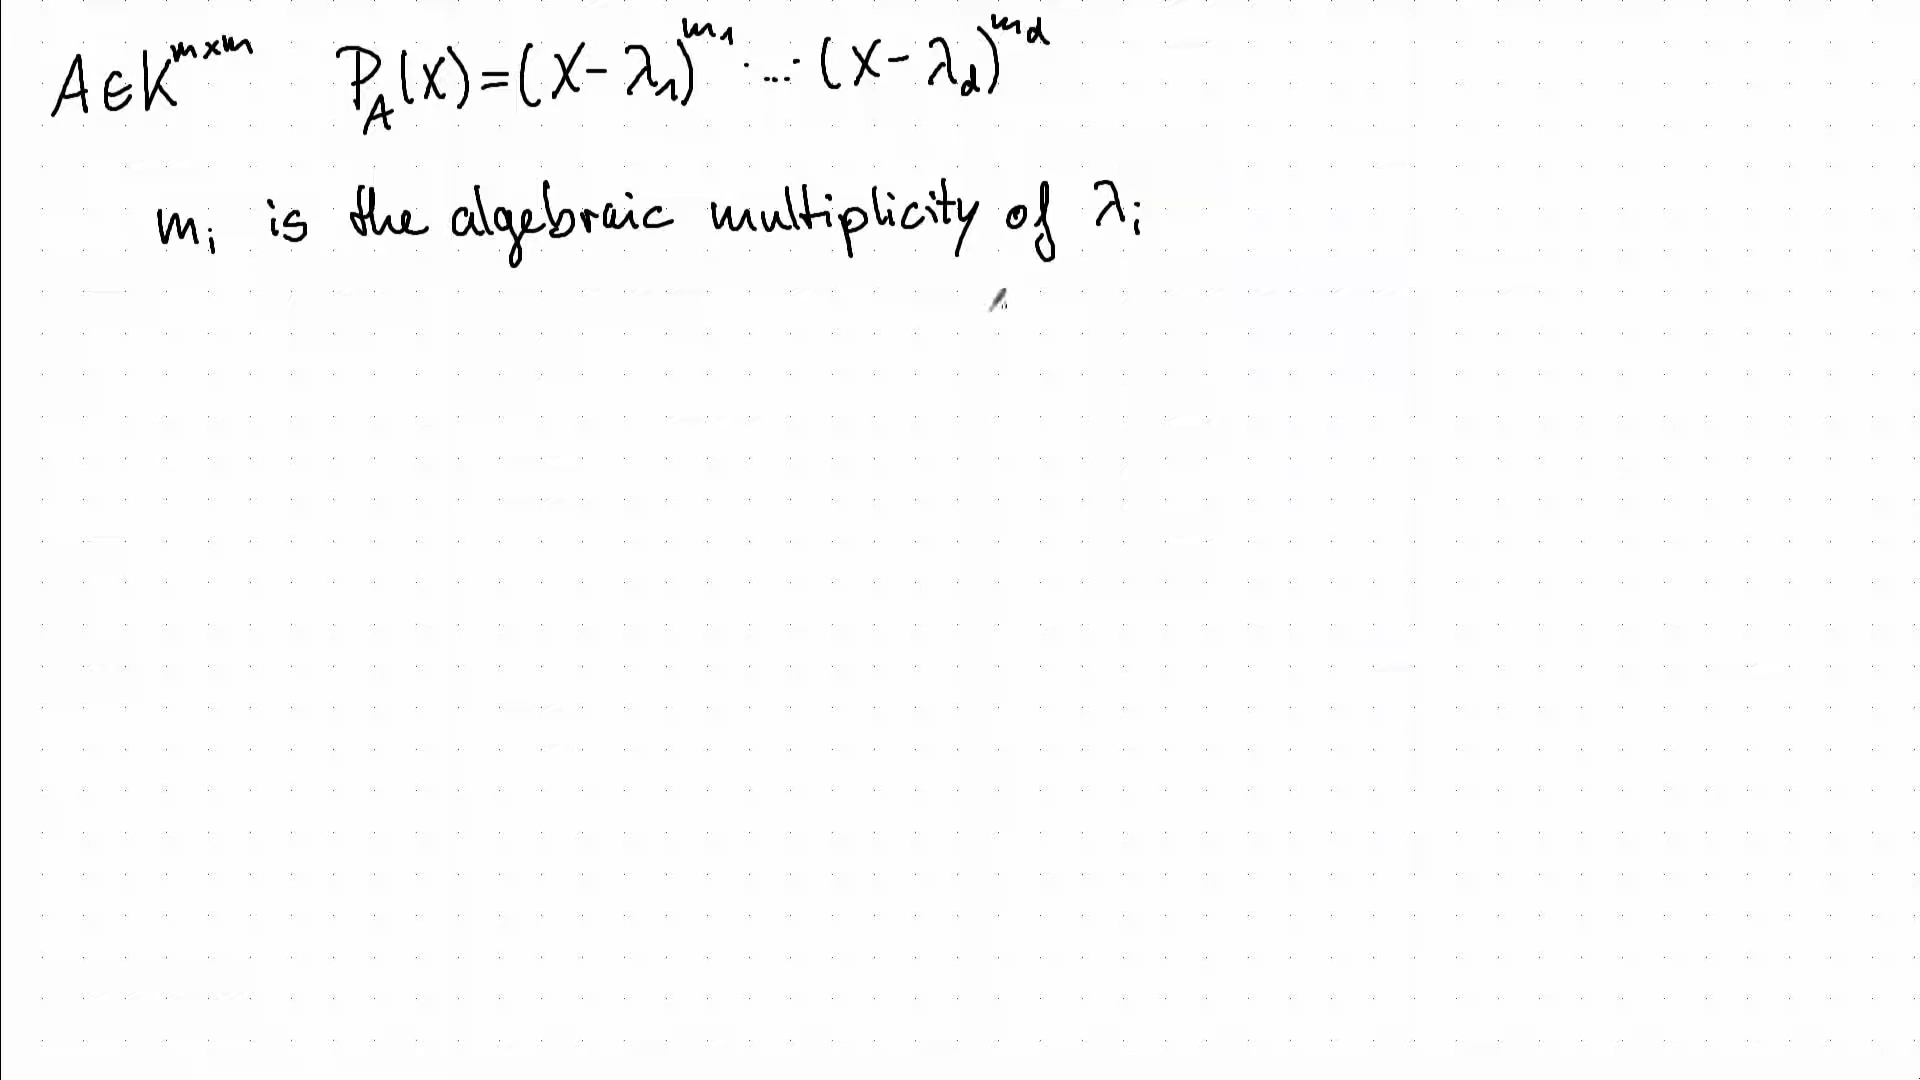 A∈K^{m×m} P_A(X)=(X-λ_1)^{m_1}·...·(X-λ_d)^{m_d}
m_i is the algebraic multiplicity of λ_i